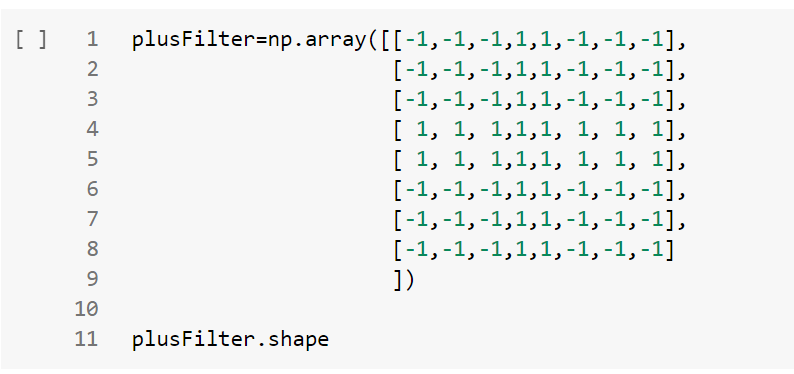 [ ] 1 plusFilter=np.array([[-1,-1,-1,1,1,-1,-1,-1],
2 [-1,-1,-1,1,1,-1,-1,-1],
3 [-1,-1,-1,1,1,-1,-1,-1],
4 [ 1, 1, 1,1,1, 1, 1, 1],
5 [ 1, 1, 1,1,1, 1, 1, 1],
6 [-1,-1,-1,1,1,-1,-1,-1],
7 [-1,-1,-1,1,1,-1,-1,-1],
8 [-1,-1,-1,1,1,-1,-1,-1]
9 ])
10
11 plusFilter.shape